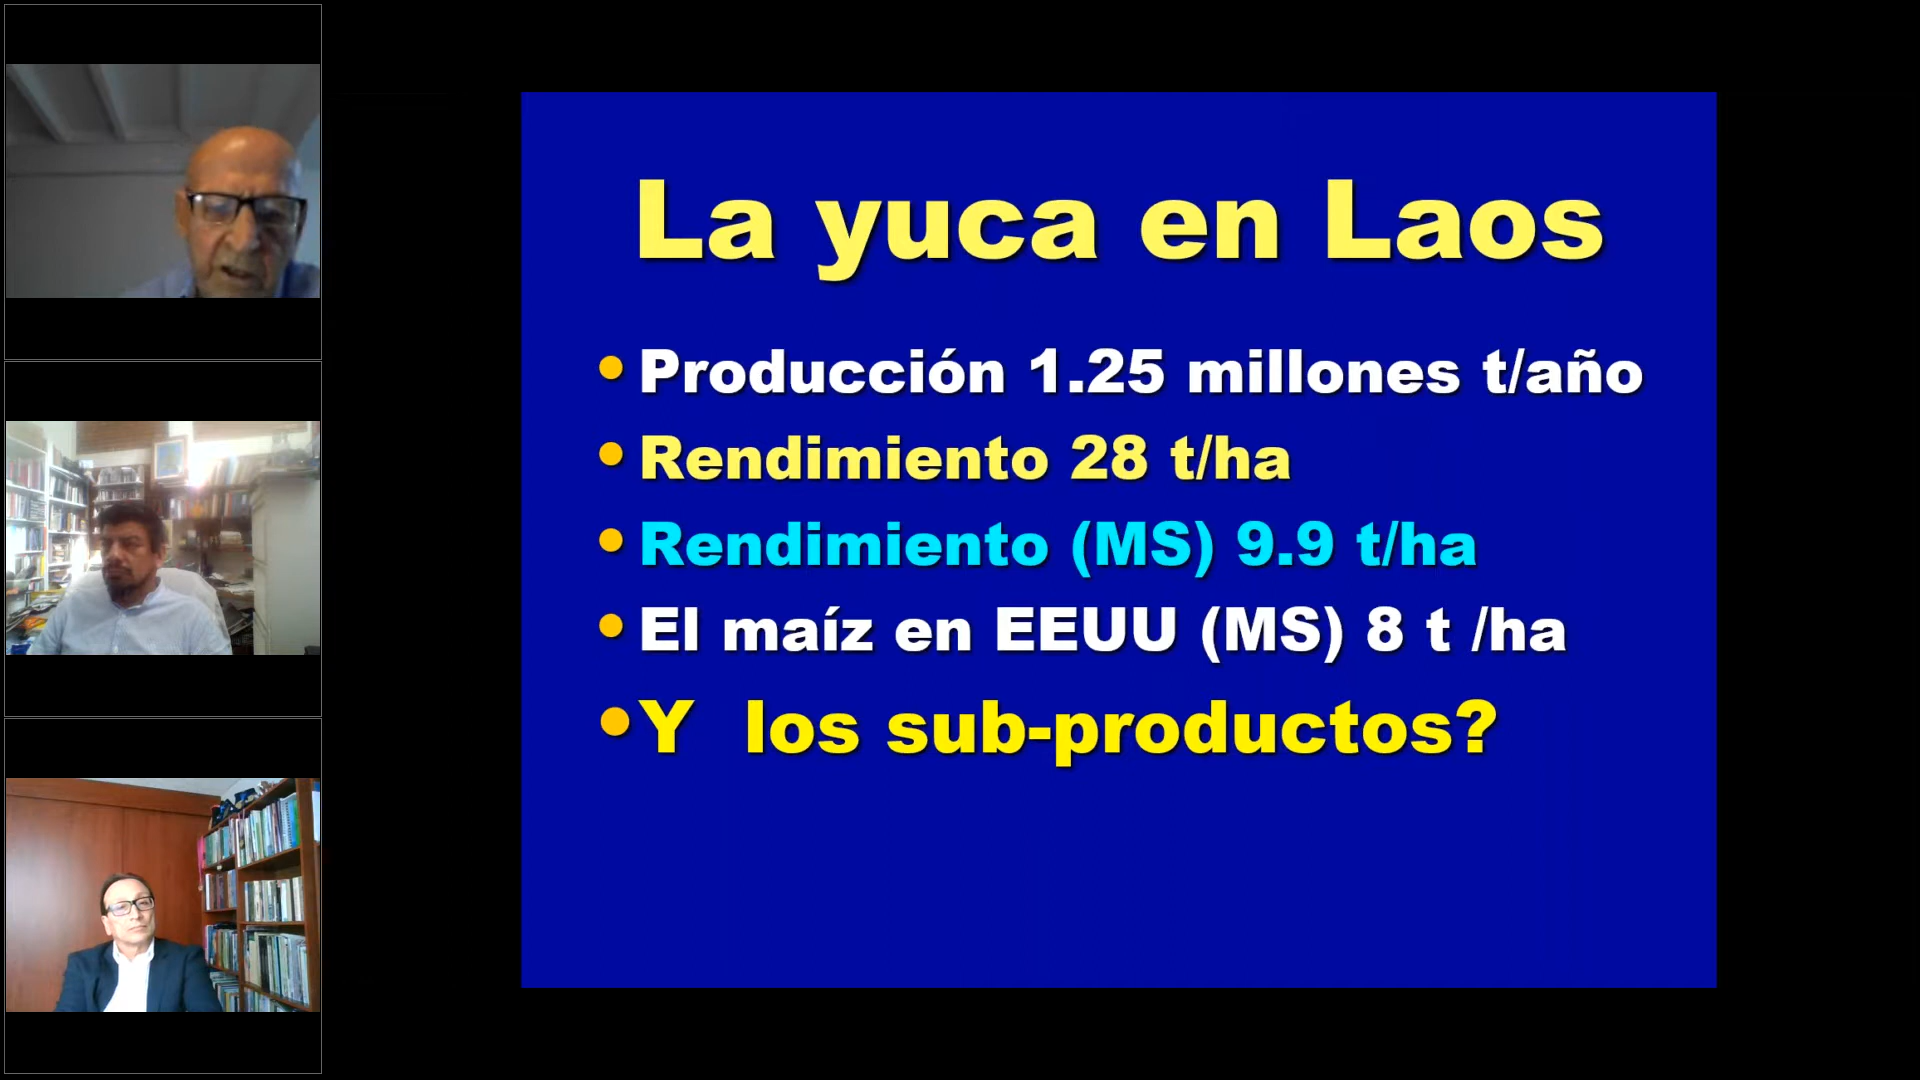 La yuca en Laos
Producción 1.25 millones t/año
Rendimiento 28 t/ha
Rendimiento (MS) 9.9 t/ha
El maíz en EEUU (MS) 8 t /ha
Y los sub-productos?